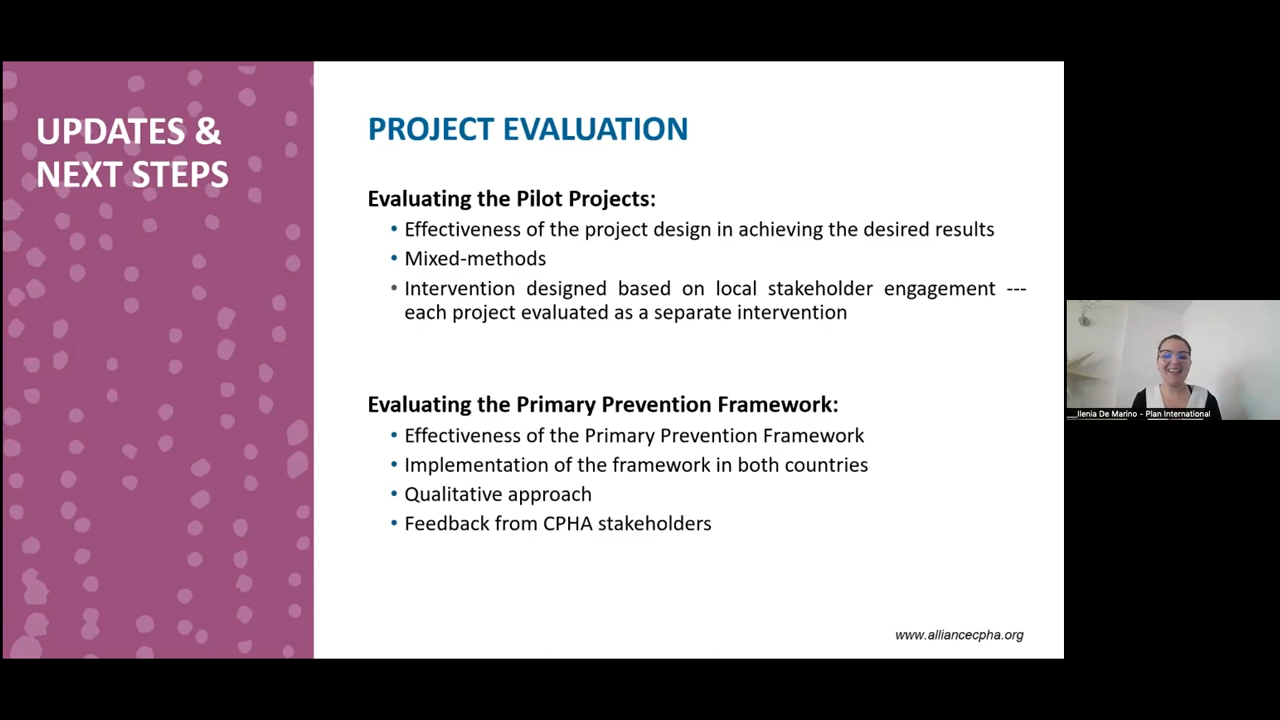 UPDATES &
NEXT STEPS
PROJECT EVALUATION
Evaluating the Pilot Projects:
• Effectiveness of the project design in achieving the desired results
• Mixed-methods
• Intervention designed based on local stakeholder engagement ---
each project evaluated as a separate intervention
Evaluating the Primary Prevention Framework:
• Effectiveness of the Primary Prevention Framework
• Implementation of the framework in both countries
• Qualitative approach
• Feedback from CPHA stakeholders
www.alliancecpha.org
Ilenia De Marino - Plan International